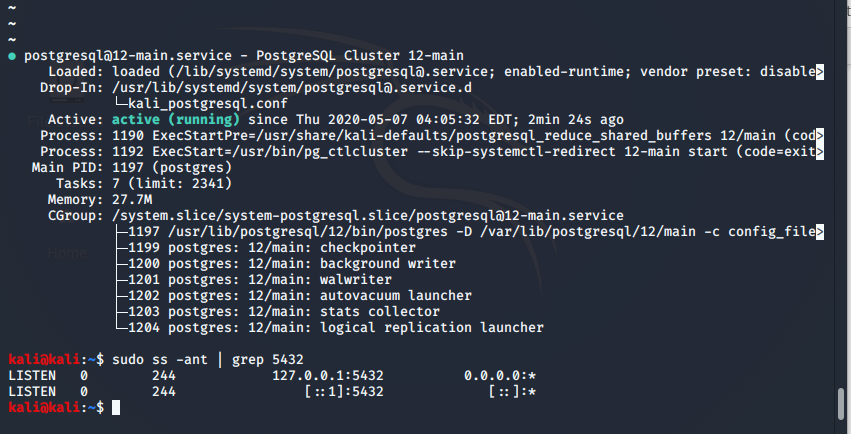 ~
~
~
● postgresql@12-main.service - PostgreSQL Cluster 12-main
Loaded: loaded (/lib/systemd/system/postgresql@.service; enabled-runtime; vendor preset: disable>
Drop-In: /usr/lib/systemd/system/postgresql@.service.d
└─kali_postgresql.conf
Active: active (running) since Thu 2020-05-07 04:05:32 EDT; 2min 24s ago
Process: 1190 ExecStartPre=/usr/share/kali-defaults/postgresql_reduce_shared_buffers 12/main (cod>
Process: 1192 ExecStart=/usr/bin/pg_ctlcluster --skip-systemctl-redirect 12-main start (code=exit>
Main PID: 1197 (postgres)
Tasks: 7 (limit: 2341)
Memory: 27.7M
CGroup: /system.slice/system-postgresql.slice/postgresql@12-main.service
├─1197 /usr/lib/postgresql/12/bin/postgres -D /var/lib/postgresql/12/main -c config_file>
├─1199 postgres: 12/main: checkpointer
├─1200 postgres: 12/main: background writer
├─1201 postgres: 12/main: walwriter
├─1202 postgres: 12/main: autovacuum launcher
├─1203 postgres: 12/main: stats collector
└─1204 postgres: 12/main: logical replication launcher
Home
kali@kali:~$ sudo ss -ant | grep 5432
LISTEN 0 244 127.0.0.1:5432 0.0.0.0:*
LISTEN 0 244 [::1]:5432 [::]:*
kali@kali:~$